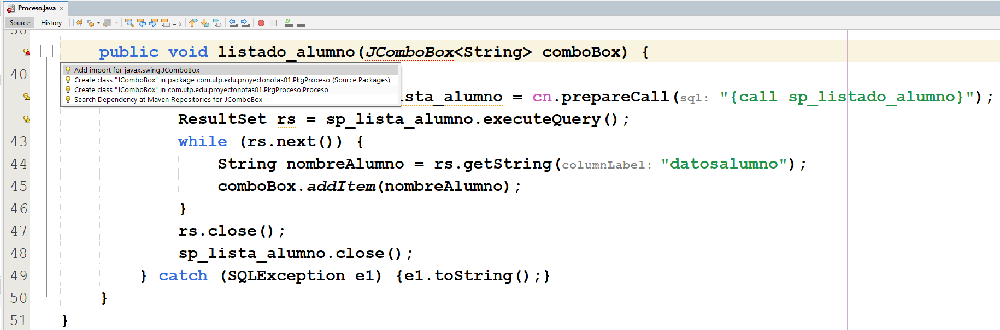 Proceso.java ×
Source History
38
public void listado_alumno(JComboBox<String> comboBox) {
Add import for javax.swing.JComboBox
40
Create class "JComboBox" in package com.utp.edu.proyectonotas01.PkgProceso (Source Packages)
Create class "JComboBox" in com.utp.edu.proyectonotas01.PkgProceso.Proceso
Search Dependency at Maven Repositories for JComboBox
ista_alumno = cn.prepareCall(sql: "{call sp_listado_alumno}");
ResultSet rs = sp_lista_alumno.executeQuery();
43 while (rs.next()) {
44 String nombreAlumno = rs.getString(columnLabel: "datosalumno");
45 comboBox.addItem(nombreAlumno);
46 }
47 rs.close();
48 sp_lista_alumno.close();
49 } catch (SQLException e1) {e1.toString();}
50 }
51 }